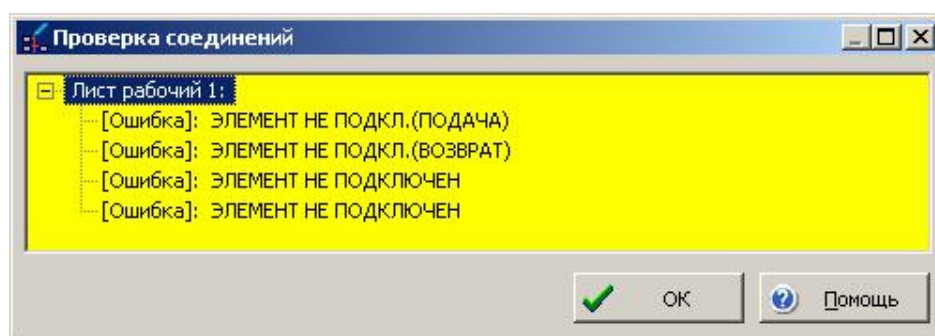 Проверка соединений
Лист рабочий 1:
[Ошибка]: ЭЛЕМЕНТ НЕ ПОДКЛ.(ПОДАЧА)
[Ошибка]: ЭЛЕМЕНТ НЕ ПОДКЛ.(ВОЗВРАТ)
[Ошибка]: ЭЛЕМЕНТ НЕ ПОДКЛЮЧЕН
[Ошибка]: ЭЛЕМЕНТ НЕ ПОДКЛЮЧЕН
ОК Помощь